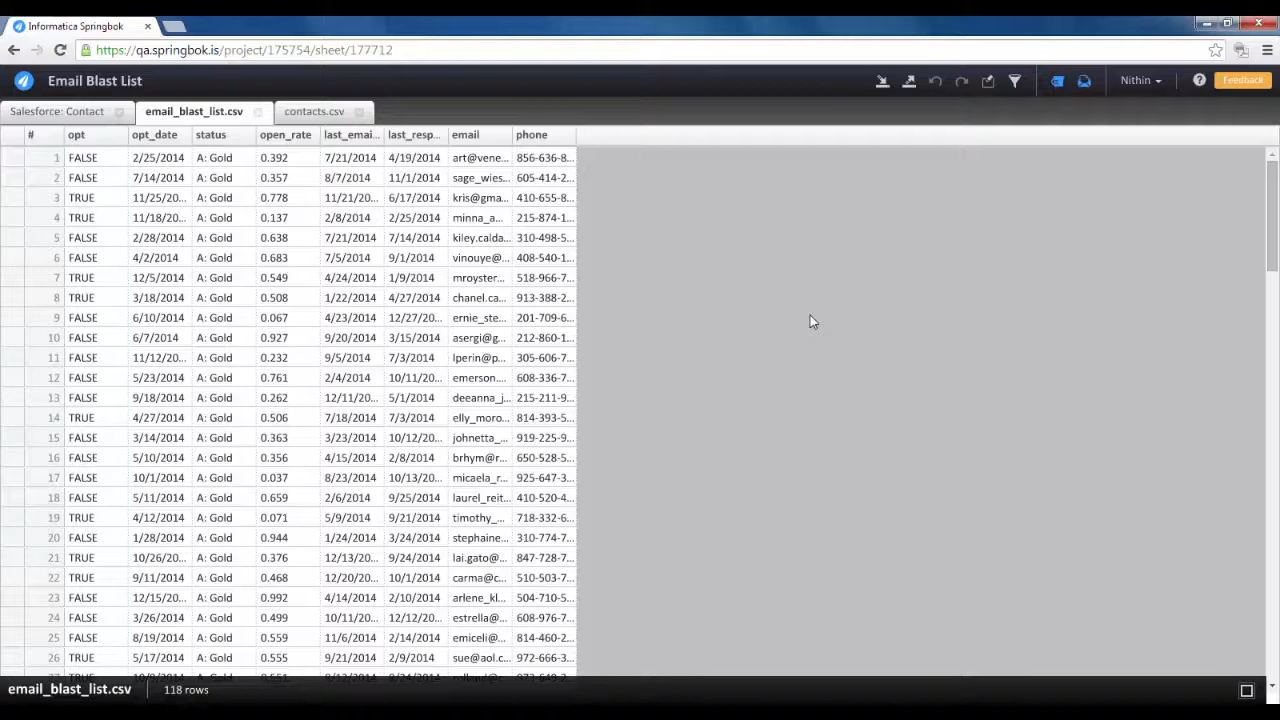 Informatica Springbok
https://qa.springbok.is/project/175754/sheet/177712
Email Blast List
Nithin
Feedback
Salesforce: Contact
email_blast_list.csv
contacts.csv
# opt opt_date status open_rate last_emai... last_resp... email phone
1 FALSE 2/25/2014 A: Gold 0.392 7/21/2014 4/19/2014 art@vene... 856-636-8...
2 FALSE 7/14/2014 A: Gold 0.357 8/7/2014 11/1/2014 sage_wies... 605-414-2...
3 TRUE 11/25/20... A: Gold 0.778 11/21/20... 6/17/2014 kris@gma... 410-655-8...
4 TRUE 11/18/20... A: Gold 0.137 2/8/2014 2/25/2014 minna_a... 215-874-1...
5 FALSE 2/28/2014 A: Gold 0.638 7/21/2014 7/14/2014 kiley.calda... 310-498-5...
6 FALSE 4/2/2014 A: Gold 0.683 7/5/2014 9/1/2014 vinouye@... 408-540-1...
7 TRUE 12/5/2014 A: Gold 0.549 4/24/2014 1/9/2014 mroyster... 518-966-7...
8 TRUE 3/18/2014 A: Gold 0.508 1/22/2014 4/27/2014 chanel.ca... 913-388-2...
9 FALSE 6/10/2014 A: Gold 0.067 4/23/2014 12/27/20... ernie_ste... 201-709-6...
10 FALSE 6/7/2014 A: Gold 0.927 9/20/2014 3/15/2014 asergi@g... 212-860-1...
11 FALSE 11/12/20... A: Gold 0.232 9/5/2014 7/3/2014 lperin@p... 305-606-7...
12 FALSE 5/23/2014 A: Gold 0.761 2/4/2014 10/11/20... emerson.... 608-336-7...
13 FALSE 9/18/2014 A: Gold 0.262 12/11/20... 5/1/2014 deeanna_j... 215-211-9...
14 TRUE 4/27/2014 A: Gold 0.506 7/18/2014 7/3/2014 elly_moro... 814-393-5...
15 FALSE 3/14/2014 A: Gold 0.363 3/23/2014 10/12/20... johnetta_... 919-225-9...
16 FALSE 5/10/2014 A: Gold 0.356 4/15/2014 2/8/2014 brhym@r... 650-528-5...
17 FALSE 10/1/2014 A: Gold 0.037 8/23/2014 10/13/20... micaela_r... 925-647-3...
18 FALSE 5/11/2014 A: Gold 0.659 2/6/2014 9/25/2014 laurel_reit... 410-520-4...
19 TRUE 4/12/2014 A: Gold 0.071 5/9/2014 9/21/2014 timothy_... 718-332-6...
20 FALSE 1/28/2014 A: Gold 0.944 1/24/2014 3/24/2014 stephaine... 310-774-7...
21 TRUE 10/26/20... A: Gold 0.376 12/13/20... 9/24/2014 lai.gato@... 847-728-7...
22 TRUE 9/11/2014 A: Gold 0.468 12/20/20... 10/1/2014 carma@c... 510-503-7...
23 FALSE 12/15/20... A: Gold 0.992 4/14/2014 2/10/2014 arlene_kl... 504-710-5...
24 FALSE 3/26/2014 A: Gold 0.499 10/11/20... 12/12/20... estrella@... 608-976-7...
25 FALSE 8/19/2014 A: Gold 0.559 11/6/2014 2/14/2014 emiceli@... 814-460-2...
26 TRUE 5/17/2014 A: Gold 0.555 9/21/2014 2/9/2014 sue@aol.c... 972-666-3...
email_blast_list.csv 118 rows